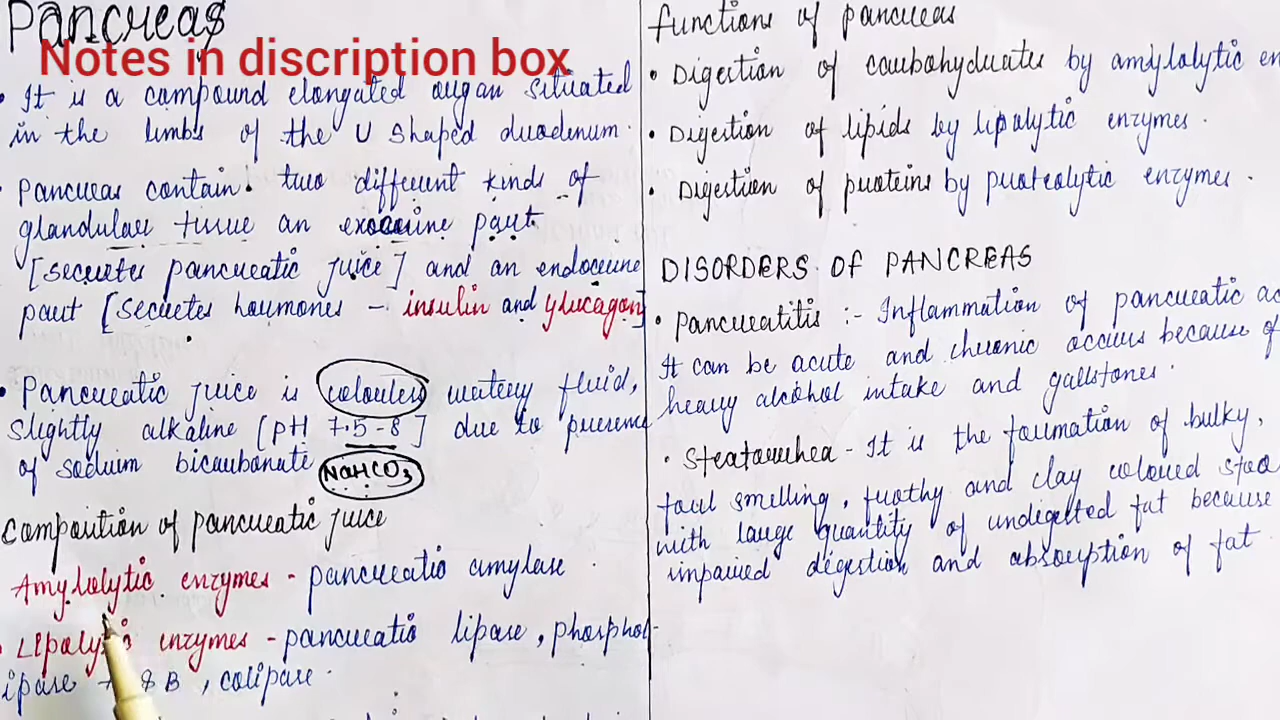 Pancreas
Notes in discription box
• It is a compound elongated organ situated
in the limbs of the U shaped duodenum.
• Pancreas contain two different kinds of
glandular tissue an exocrine part
[secretes pancreatic juice] and an endocrine
part [secretes hormones - insulin and glucagon]
• Pancreatic juice is colourless watery fluid,
slightly alkaline [pH 7.5-8] due to presence
of sodium bicarbonate NaHCO3
Composition of pancreatic juice
Amylolytic enzymes - pancreatic amylase
• Lipolytic enzymes - pancreatic lipase, phosphol-
ipase & B, colipase.
functions of pancreas
• Digestion of carbohydrates by amylolytic en
• Digestion of lipids by lipolytic enzymes.
• Digestion of proteins by proteolytic enzymes.
DISORDERS OF PANCREAS
• Pancreatitis :- Inflammation of pancreatic ac
It can be acute and chronic occurs because of
heavy alcohol intake and gallstones.
• Steatorrhea - It is the formation of bulky,
foul smelling, frothy and clay coloured stoo
with large quantity of undigested fat because
impaired digestion and absorption of fat.